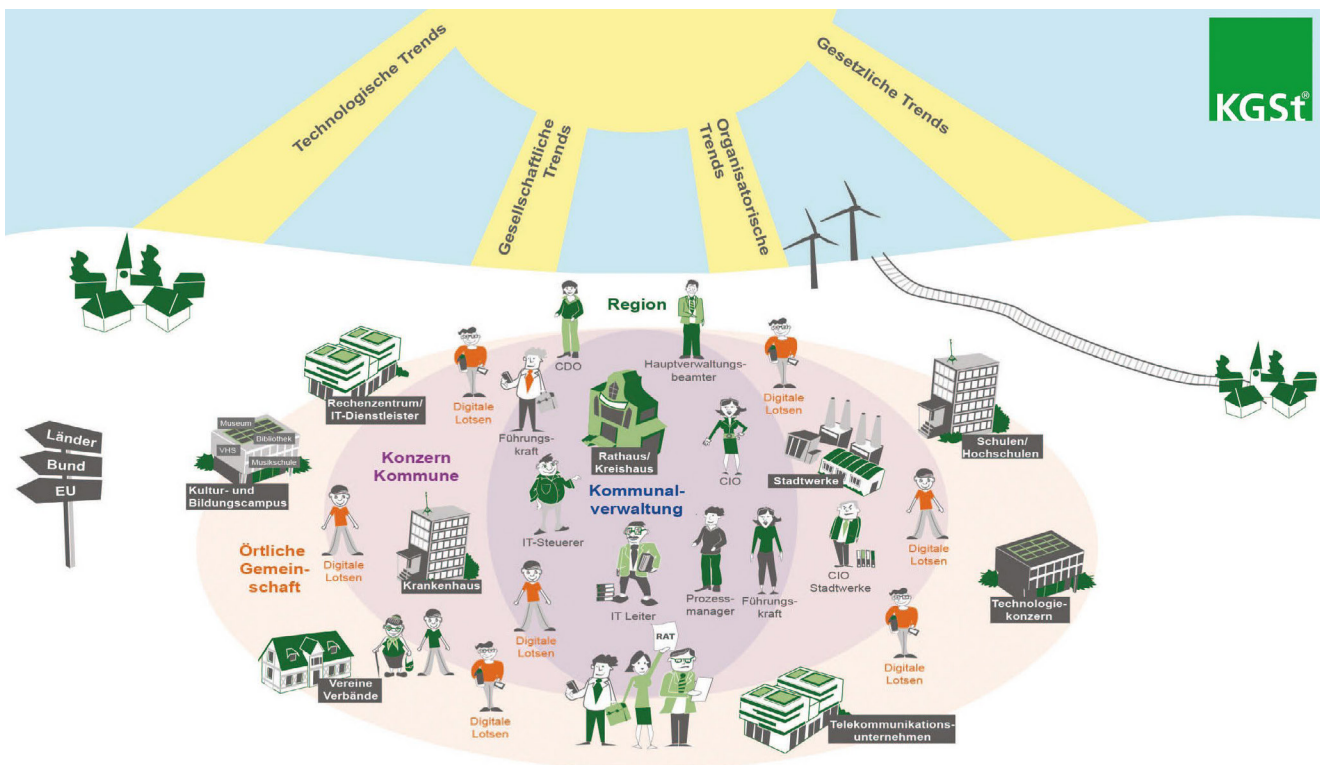 Technologische Trends
Gesellschaftliche
Trends
Organisatorische
Trends
Gesetzliche Trends
KGSt®
Region
CDO
Hauptverwaltungs-
beamter
Digitale
Lotsen
Digitale
Lotsen
Führungs-
kraft
Rechenzentrum/
IT-Dienstleister
Rathaus/
Kreishaus
CIO
Stadtwerke
Schulen/
Hochschulen
Länder
Bund
EU
Museum
Bibliothek
VHS
Musikschule
Kultur- und
Bildungscampus
Konzern
Kommune
Kommunal-
verwaltung
IT-Steuerer
Örtliche
Gemein-
schaft
Digitale
Lotsen
Krankenhaus
IT Leiter
Prozess-
manager
Führungs-
kraft
CIO
Stadtwerke
Digitale
Lotsen
Technologie-
konzern
Digitale
Lotsen
Vereine
Verbände
Digitale
Lotsen
RAT
Digitale
Lotsen
Telekommunikations-
unternehmen